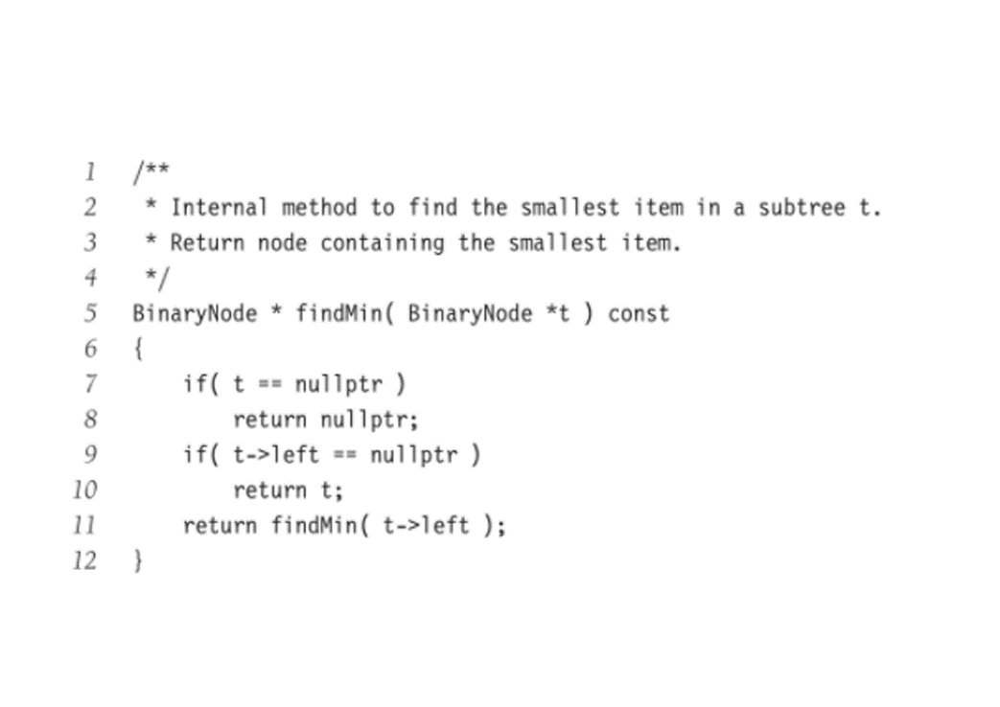 1 /**
2 * Internal method to find the smallest item in a subtree t.
3 * Return node containing the smallest item.
4 */
5 BinaryNode * findMin( BinaryNode *t ) const
6 {
7 if( t == nullptr )
8 return nullptr;
9 if( t->left == nullptr )
10 return t;
11 return findMin( t->left );
12 }